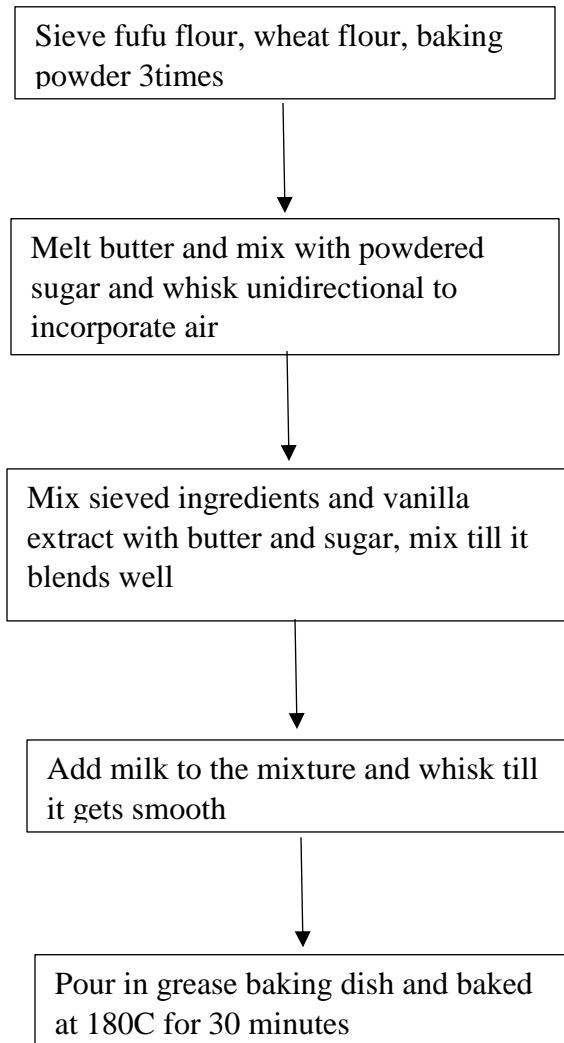 Sieve fufu flour, wheat flour, baking
powder 3times
Melt butter and mix with powdered
sugar and whisk unidirectional to
incorporate air
Mix sieved ingredients and vanilla
extract with butter and sugar, mix till it
blends well
Add milk to the mixture and whisk till
it gets smooth
Pour in grease baking dish and baked
at 180C for 30 minutes